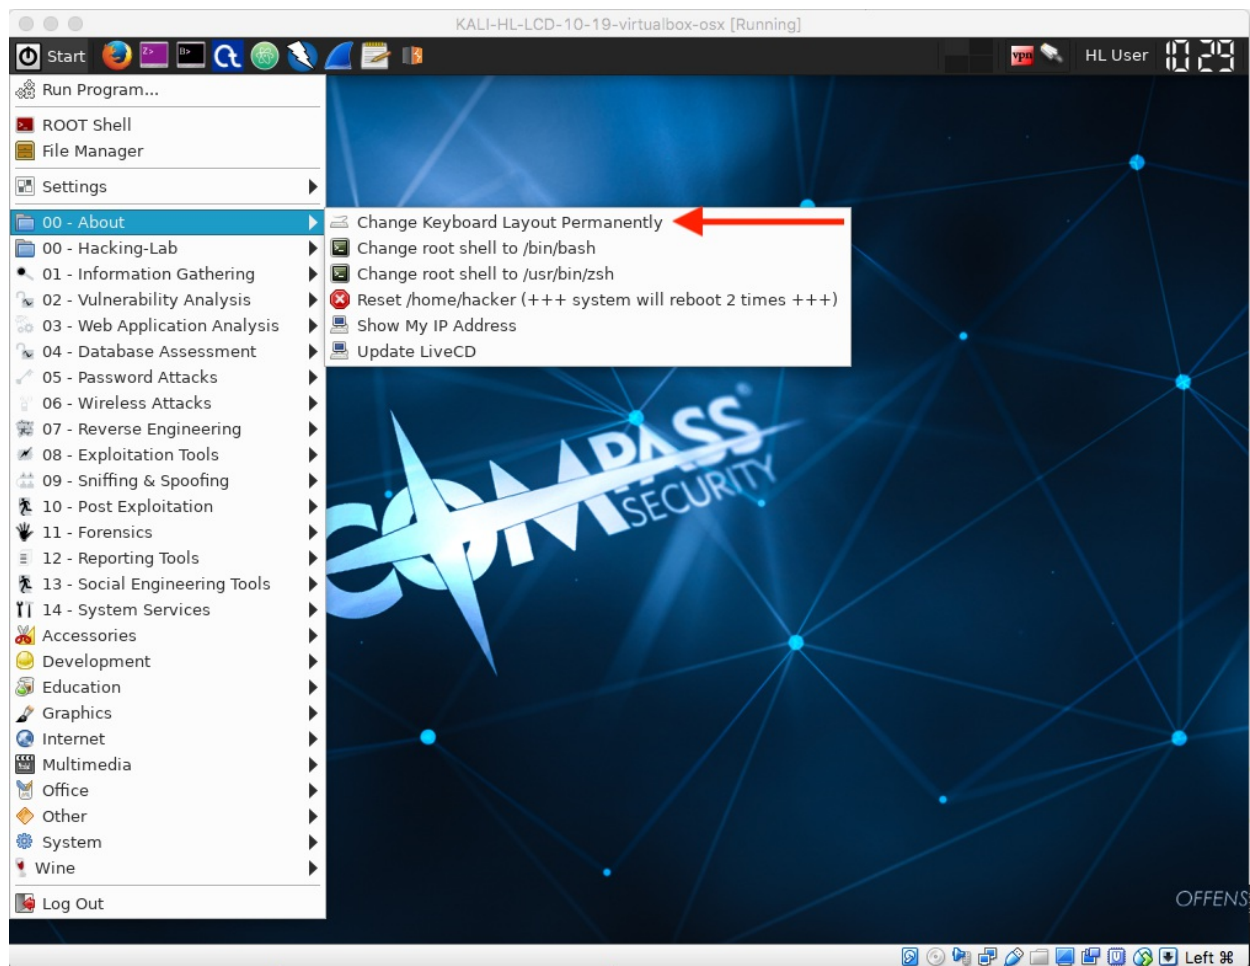 KALI-HL-LCD-10-19-virtualbox-osx [Running]
Start
vpn
HL User
10 29
Run Program...
ROOT Shell
File Manager
Settings
00 - About
00 - Hacking-Lab
01 - Information Gathering
02 - Vulnerability Analysis
03 - Web Application Analysis
04 - Database Assessment
05 - Password Attacks
06 - Wireless Attacks
07 - Reverse Engineering
08 - Exploitation Tools
09 - Sniffing & Spoofing
10 - Post Exploitation
11 - Forensics
12 - Reporting Tools
13 - Social Engineering Tools
14 - System Services
Accessories
Development
Education
Graphics
Internet
Multimedia
Office
Other
System
Wine
Log Out
Change Keyboard Layout Permanently
Change root shell to /bin/bash
Change root shell to /usr/bin/zsh
Reset /home/hacker (+++ system will reboot 2 times +++)
Show My IP Address
Update LiveCD
COMPASS
SECURITY
OFFENS
Left ⌘